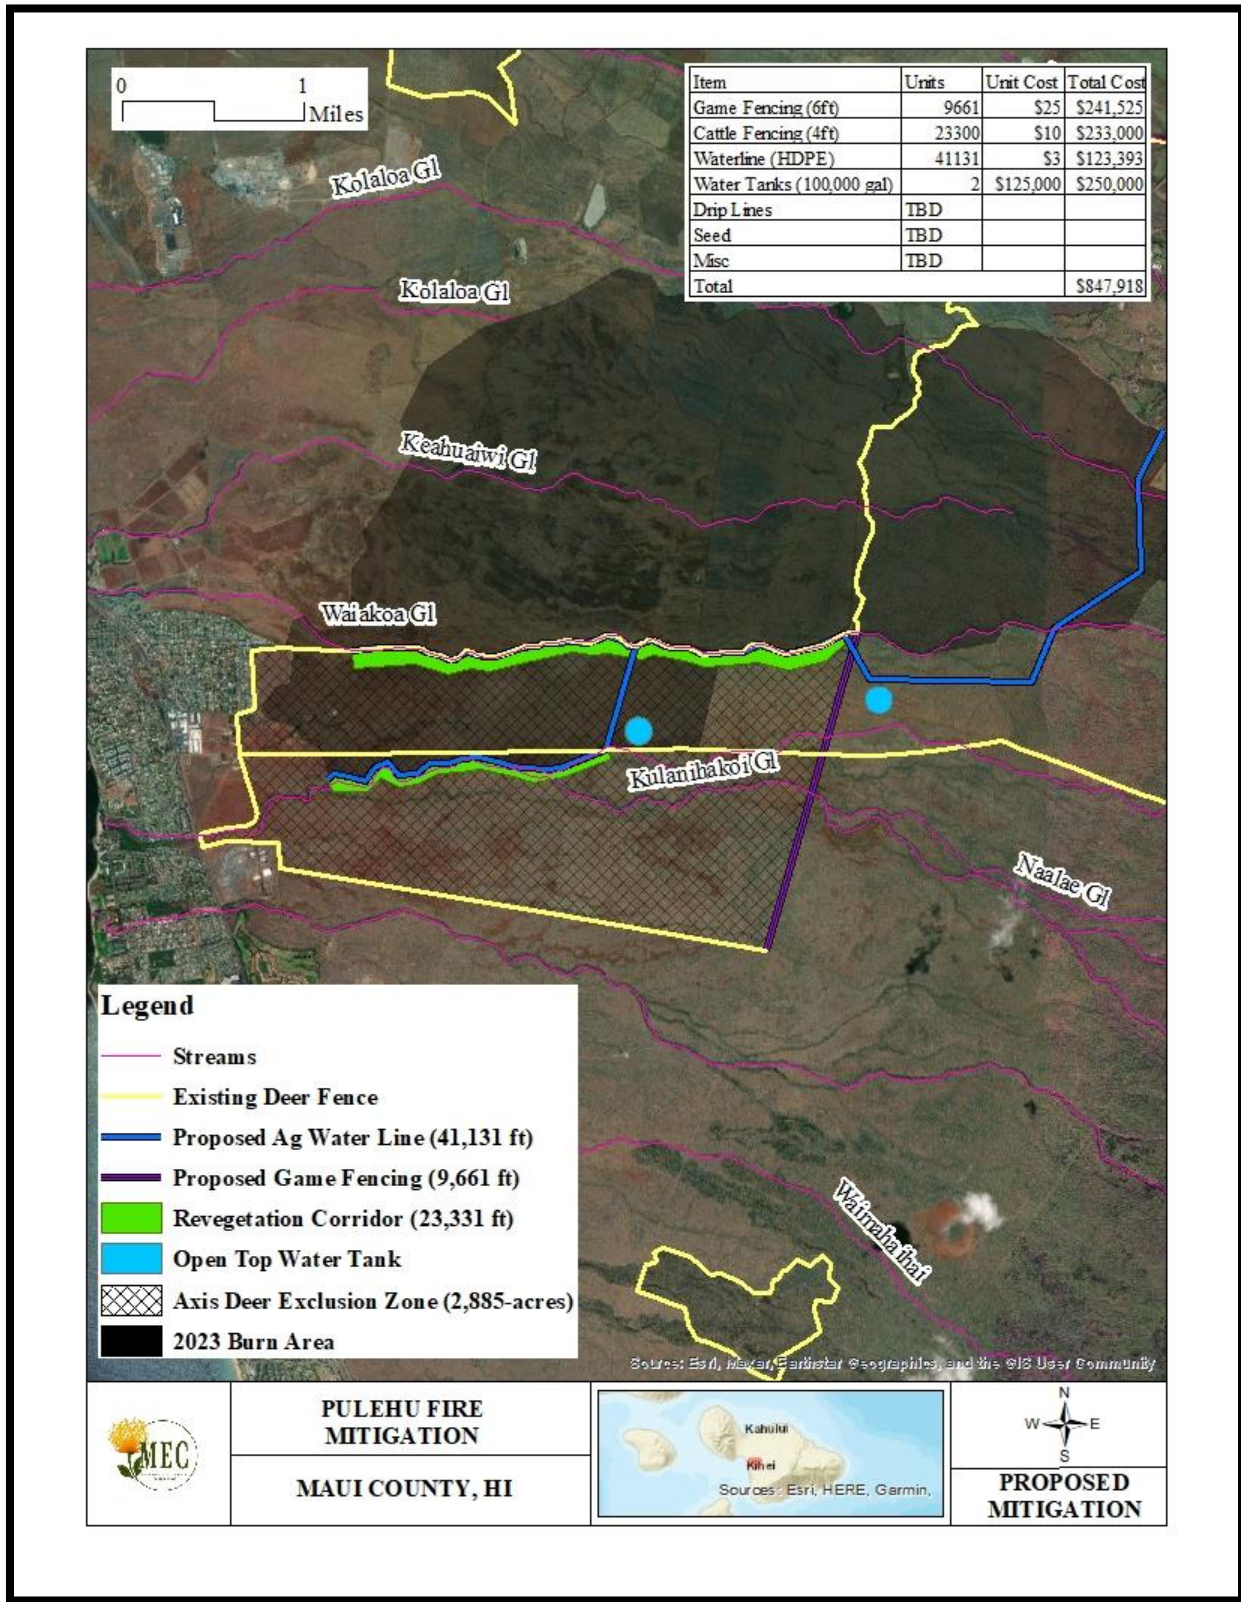 0 1
Miles
Item Units Unit Cost Total Cost
Game Fencing (6ft) 9661 $25 $241,525
Cattle Fencing (4ft) 23300 $10 $233,000
Waterline (HDPE) 41131 $3 $123,393
Water Tanks (100,000 gal) 2 $125,000 $250,000
Drip Lines TBD
Seed TBD
Misc TBD
Total $847,918
Kolaloa Gl
Kolaloa Gl
Keahuaiwi Gl
Waiakoa Gl
Kulanihakoi Gl
Naalae Gl
Waimahaihai
Legend
Streams
Existing Deer Fence
Proposed Ag Water Line (41,131 ft)
Proposed Game Fencing (9,661 ft)
Revegetation Corridor (23,331 ft)
Open Top Water Tank
Axis Deer Exclusion Zone (2,885-acres)
2023 Burn Area
Source: Esri, Maxar, Earthstar Geographics, and the GIS User Community
MEC
PULEHU FIRE
MITIGATION
MAUI COUNTY, HI
Kahului
Kihei
Sources: Esri, HERE, Garmin,
N
W E
S
PROPOSED
MITIGATION